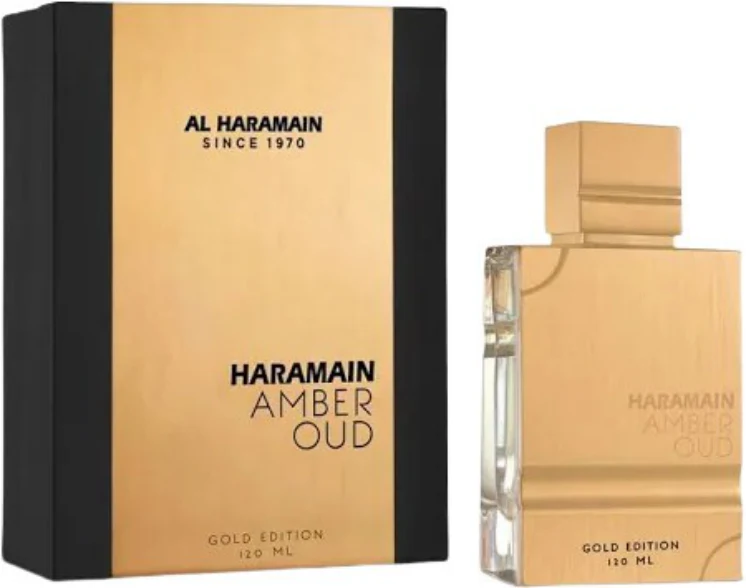 AL HARAMAIN
SINCE 1970
HARAMAIN
AMBER
OUD
GOLD EDITION
120 ML
HARAMAIN
AMBER
OUD
GOLD EDITION
120 ML